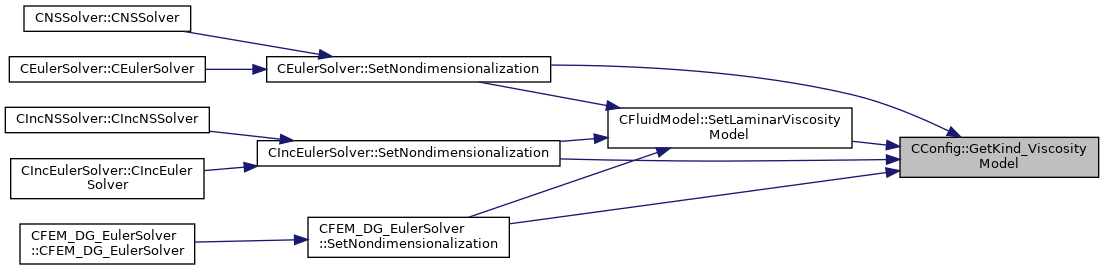 CNSSolver::CNSSolver
CEulerSolver::CEulerSolver
CEulerSolver::SetNondimensionalization
CIncNSSolver::CIncNSSolver
CFluidModel::SetLaminarViscosity
Model
CIncEulerSolver::SetNondimensionalization
CConfig::GetKind_Viscosity
Model
CIncEulerSolver::CIncEuler
Solver
CFEM_DG_EulerSolver
::SetNondimensionalization
CFEM_DG_EulerSolver
::CFEM_DG_EulerSolver